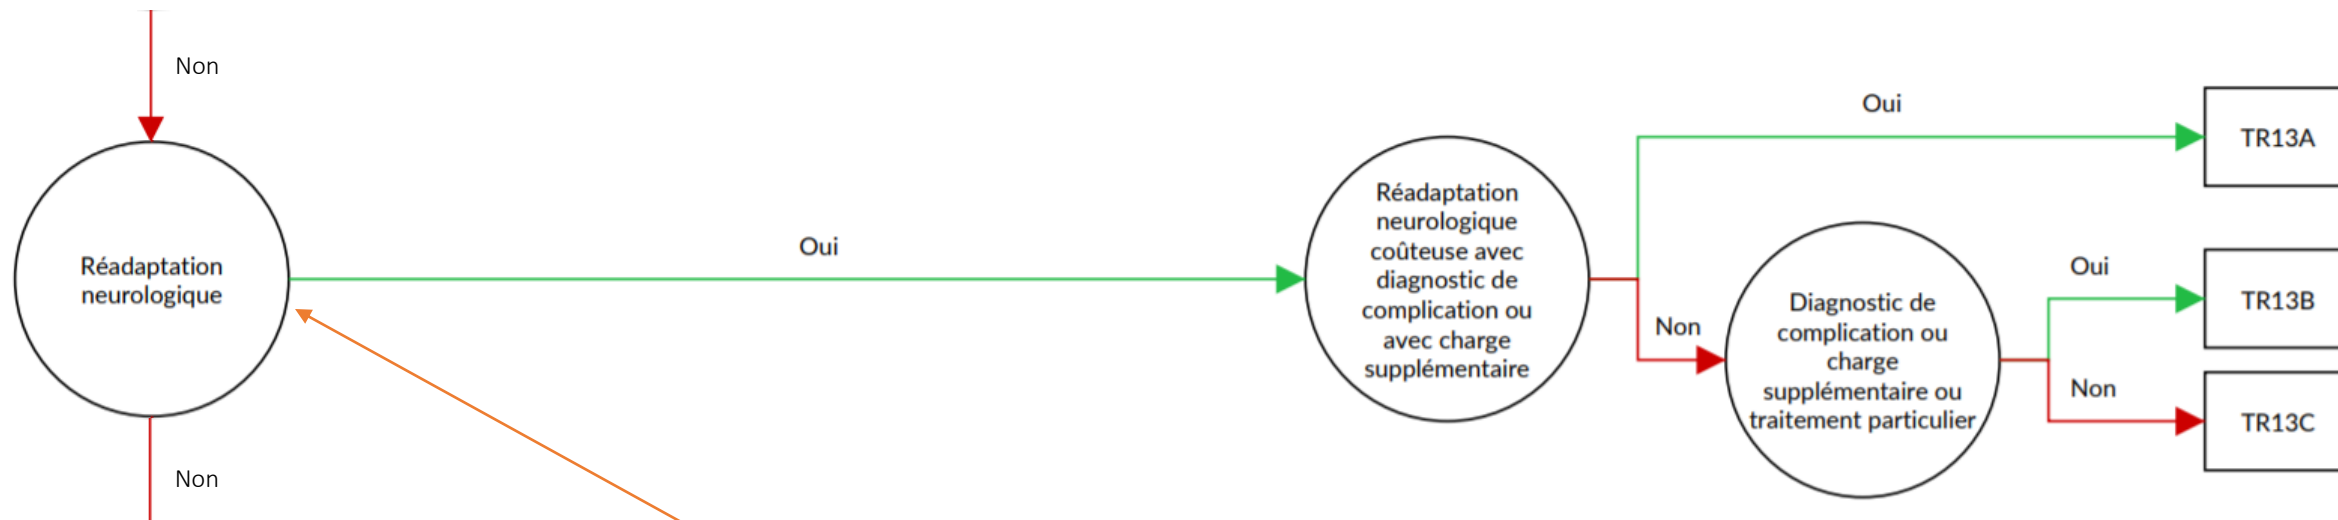 Non
Réadaptation
neurologique
Non
Oui
Réadaptation
neurologique
coûteuse avec
diagnostic de
complication ou
avec charge
supplémentaire
Oui
TR13A
Non
Diagnostic de
complication ou
charge
supplémentaire ou
traitement particulier
Oui
TR13B
Non
TR13C